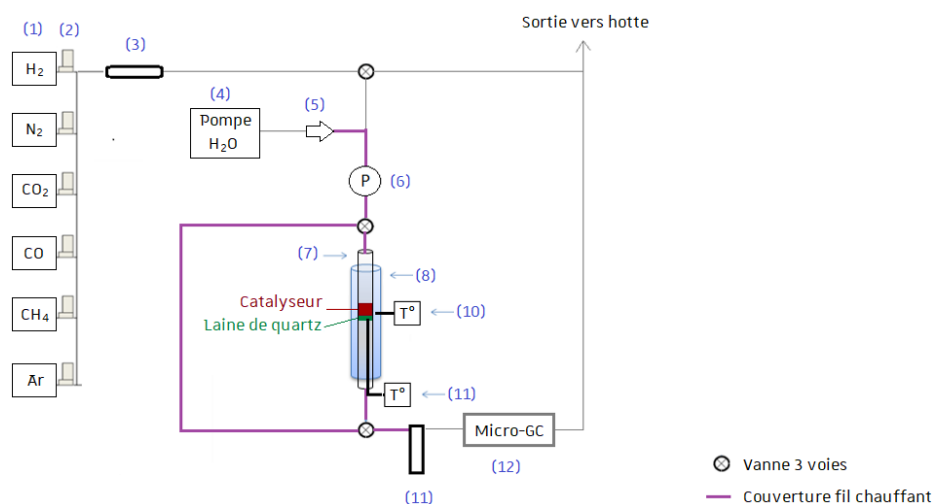 Sortie vers hotte
(1) (2)
(3)
H₂
(4)
(5)
Pompe
H₂O
N₂
P (6)
CO₂
(7)
CO
(8)
Catalyseur
Laine de quartz
T° (10)
CH₄
Ar
T° (11)
Micro-GC
(12)
(11)
Vanne 3 voies
Couverture fil chauffant